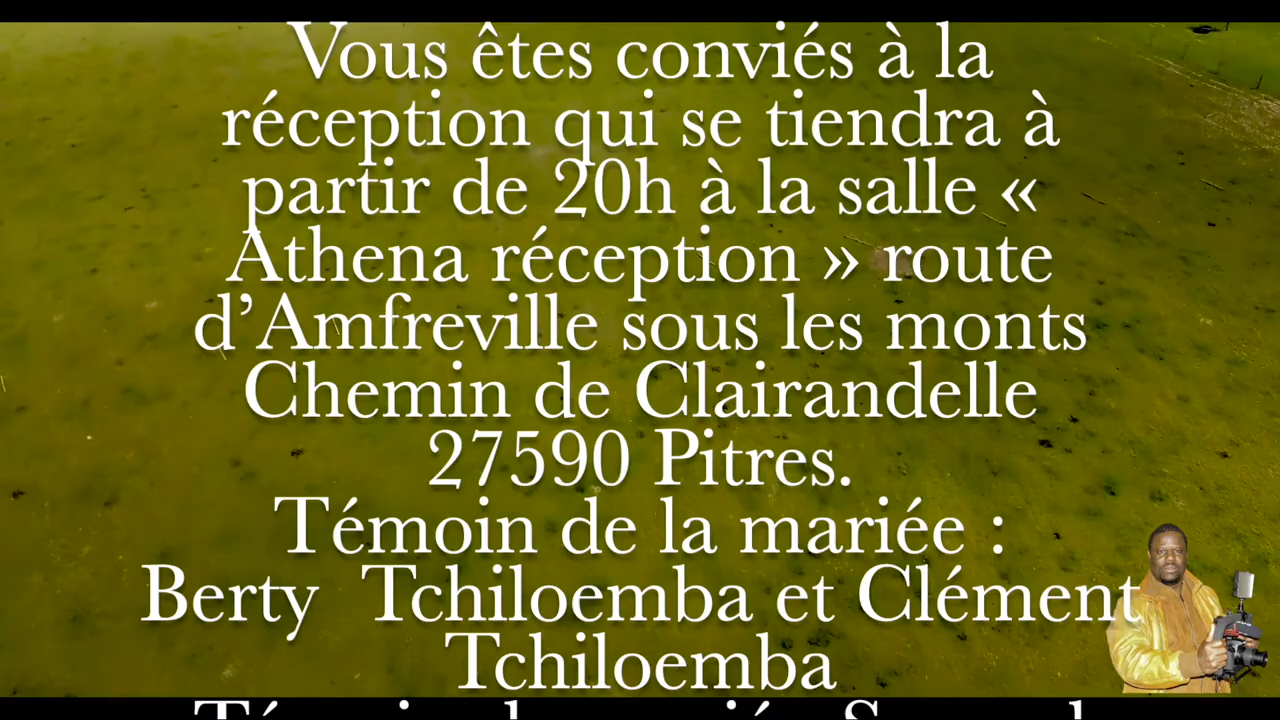 Vous êtes conviés à la
réception qui se tiendra à
partir de 20h à la salle «
Athena réception » route
d’Amfreville sous les monts
Chemin de Clairandelle
27590 Pitres.
Témoin de la mariée :
Berty  Tchiloemba et Clément
Tchiloemba